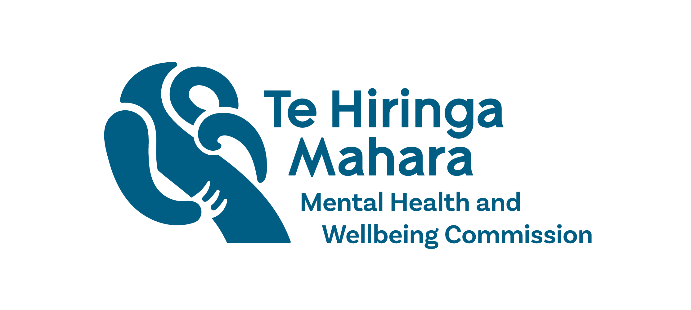 Te Hiringa
Mahara
Mental Health and
Wellbeing Commission